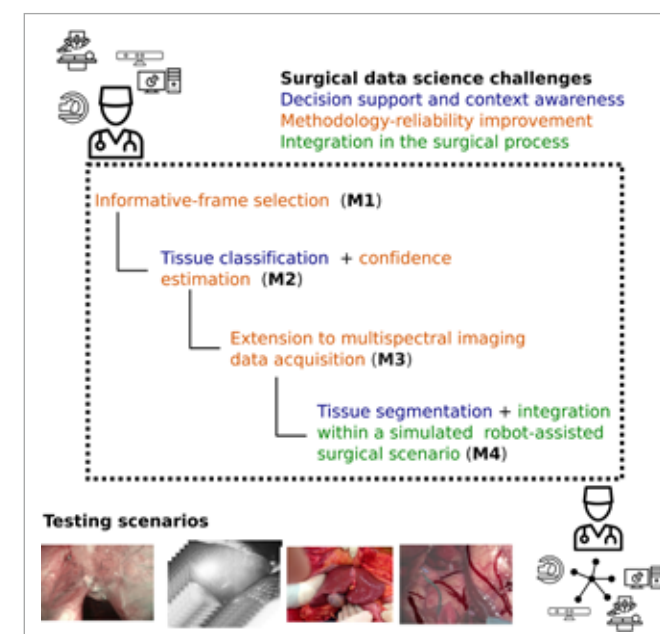 Surgical data science challenges
Decision support and context awareness
Methodology-reliability improvement
Integration in the surgical process
Informative-frame selection (M1)
Tissue classification + confidence
estimation (M2)
Extension to multispectral imaging
data acquisition (M3)
Tissue segmentation + integration
within a simulated robot-assisted
surgical scenario (M4)
Testing scenarios